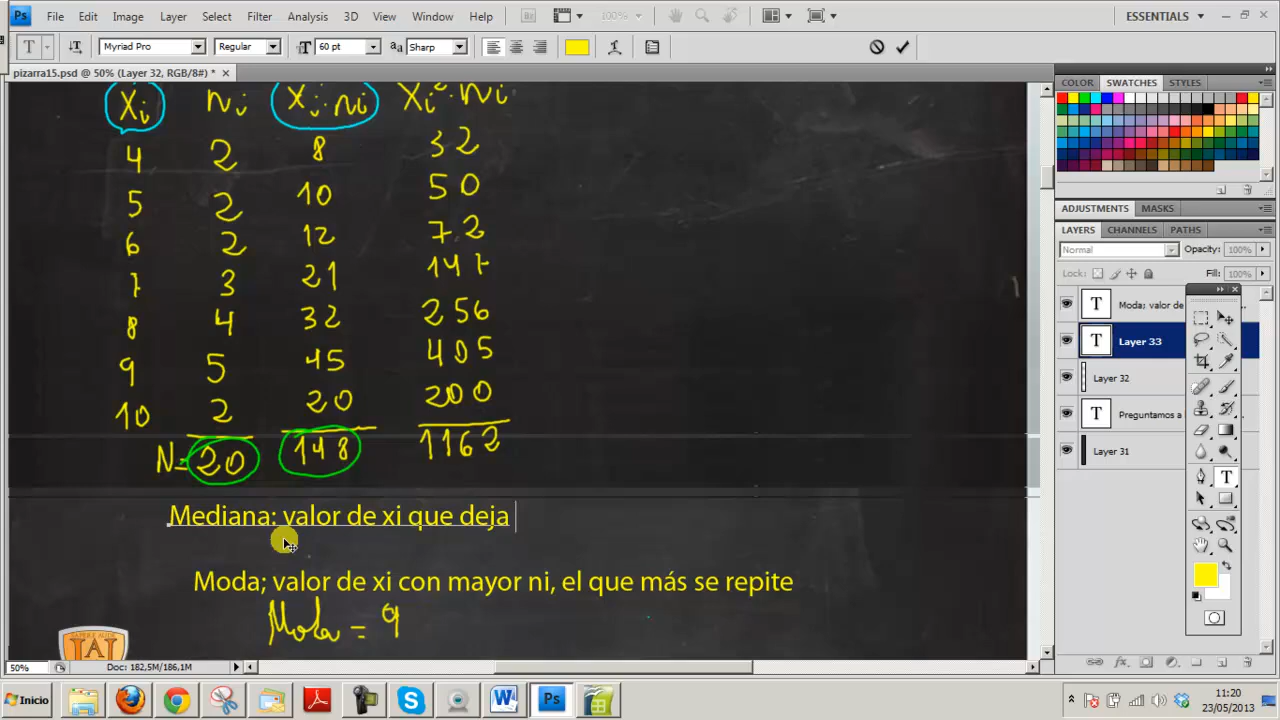 Ps File Edit Image Layer Select Filter Analysis 3D View Window Help Br 100% ESSENTIALS
T Myriad Pro Regular 60 pt aa Sharp
pizarra15.psd @ 50% (Layer 32, RGB/8#) *
Xi ni Xi·ni Xi²·ni
4 2 8 32
5 2 10 50
6 2 12 72
7 3 21 147
8 4 32 256
9 5 45 405
10 2 20 200
N= 20 148 1162
Mediana: valor de xi que deja
Moda; valor de xi con mayor ni, el que más se repite
Moda = 9
COLOR SWATCHES STYLES
ADJUSTMENTS MASKS
LAYERS CHANNELS PATHS
Normal Opacity: 100%
Lock: Fill: 100%
T Moda; valor de
T Layer 33
Layer 32
T Preguntamos a
Layer 31
50% Doc: 182,5M/186,1M
Inicio
11:20
23/05/2013